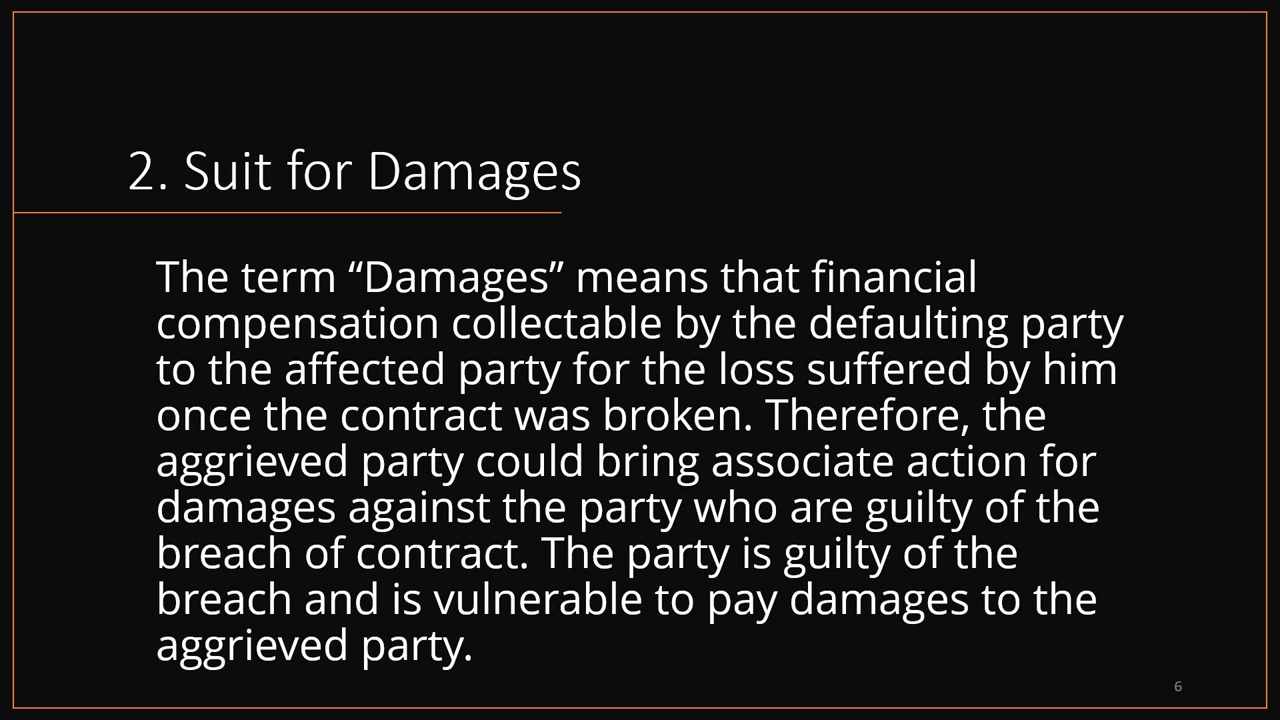 2. Suit for Damages
The term “Damages” means that financial
compensation collectable by the defaulting party
to the affected party for the loss suffered by him
once the contract was broken. Therefore, the
aggrieved party could bring associate action for
damages against the party who are guilty of the
breach of contract. The party is guilty of the
breach and is vulnerable to pay damages to the
aggrieved party.
6